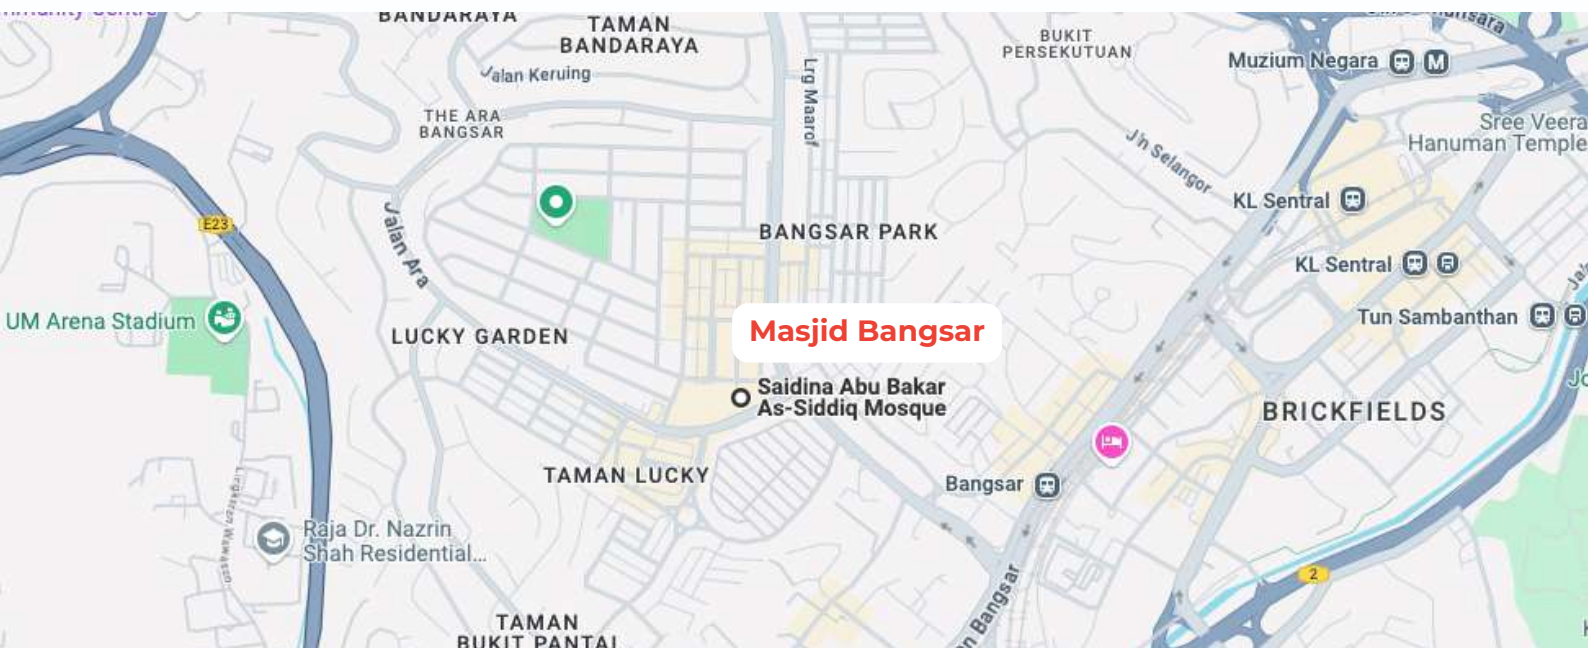 BANDARAYA
TAMAN
BANDARAYA
Jalan Keruing
Lrg Maarof
BUKIT
PERSEKUTUAN
Muzium Negara
M
THE ARA
BANGSAR
Sree Veera
Hanuman Temple
Jln Selangor
KL Sentral
E23
Jalan Ara
BANGSAR PARK
KL Sentral
UM Arena Stadium
Tun Sambanthan
LUCKY GARDEN
Masjid Bangsar
Saidina Abu Bakar
As-Siddiq Mosque
BRICKFIELDS
TAMAN LUCKY
Bangsar
Raja Dr. Nazrin
Shah Residential...
2
TAMAN
BUKIT PANTAI
Bangsar